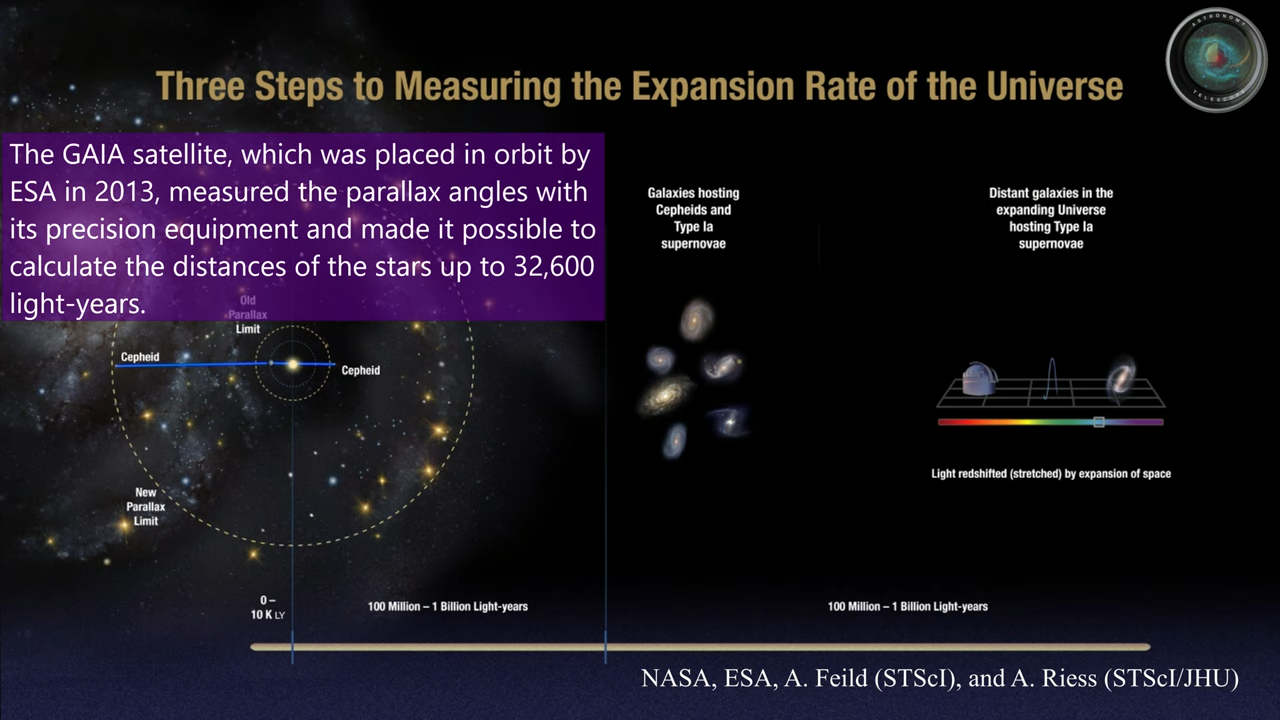 ASTRONOMY
TELESCOPE
Three Steps to Measuring the Expansion Rate of the Universe
The GAIA satellite, which was placed in orbit by
ESA in 2013, measured the parallax angles with
its precision equipment and made it possible to
calculate the distances of the stars up to 32,600
light-years.
Old
Parallax
Limit
Cepheid
Cepheid
New
Parallax
Limit
Galaxies hosting
Cepheids and
Type Ia
supernovae
Distant galaxies in the
expanding Universe
hosting Type Ia
supernovae
Light redshifted (stretched) by expansion of space
0 –
10 K LY
100 Million – 1 Billion Light-years
100 Million – 1 Billion Light-years
NASA, ESA, A. Feild (STScI), and A. Riess (STScI/JHU)